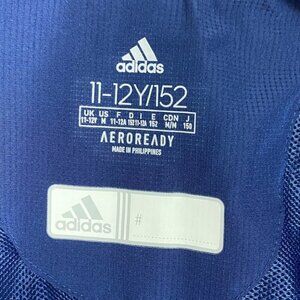 adidas
11-12Y/152
UK US F D I E CDN J
11-12Y M 11-12A 152 11-12A 152 M/M 150
AEROREADY
MADE IN PHILIPPINES
adidas #